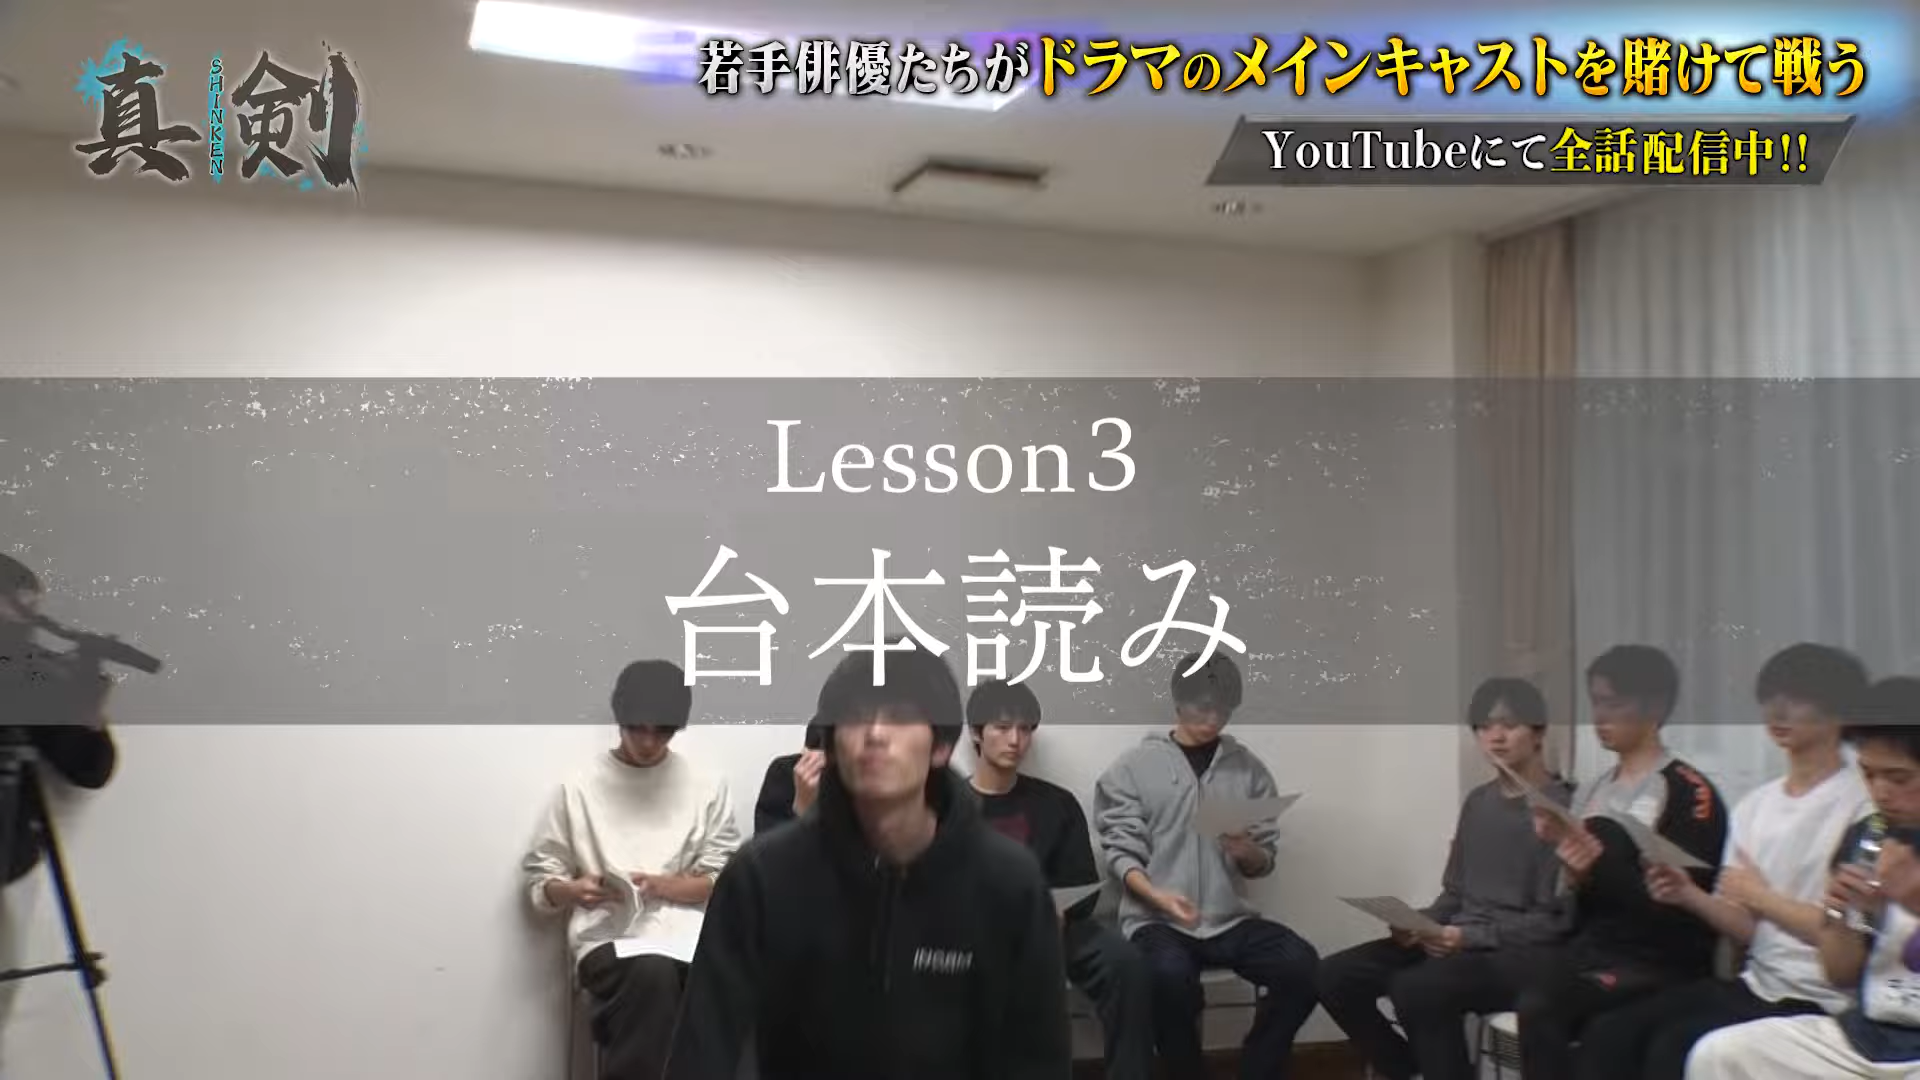 真剣
SHINKEN
若手俳優たちがドラマのメインキャストを賭けて戦う
YouTubeにて全話配信中!!
Lesson3
台本読み